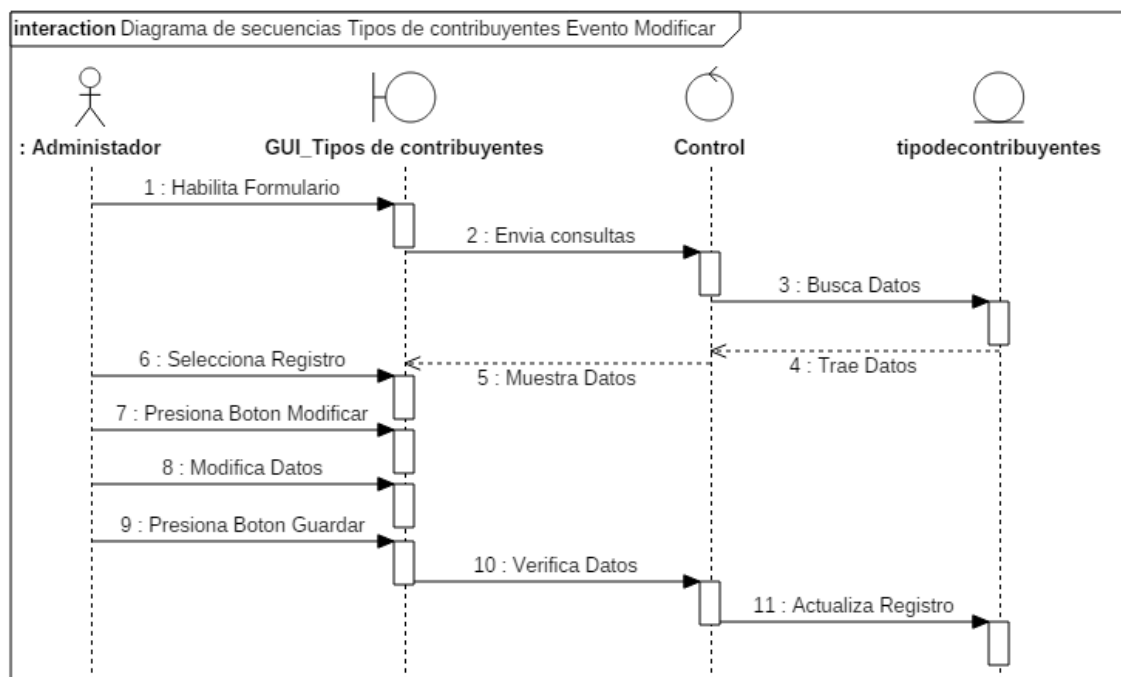 interaction Diagrama de secuencias Tipos de contribuyentes Evento Modificar
: Administador
GUI_Tipos de contribuyentes
Control
tipodecontribuyentes
1 : Habilita Formulario
2 : Envia consultas
3 : Busca Datos
4 : Trae Datos
5 : Muestra Datos
6 : Selecciona Registro
7 : Presiona Boton Modificar
8 : Modifica Datos
9 : Presiona Boton Guardar
10 : Verifica Datos
11 : Actualiza Registro